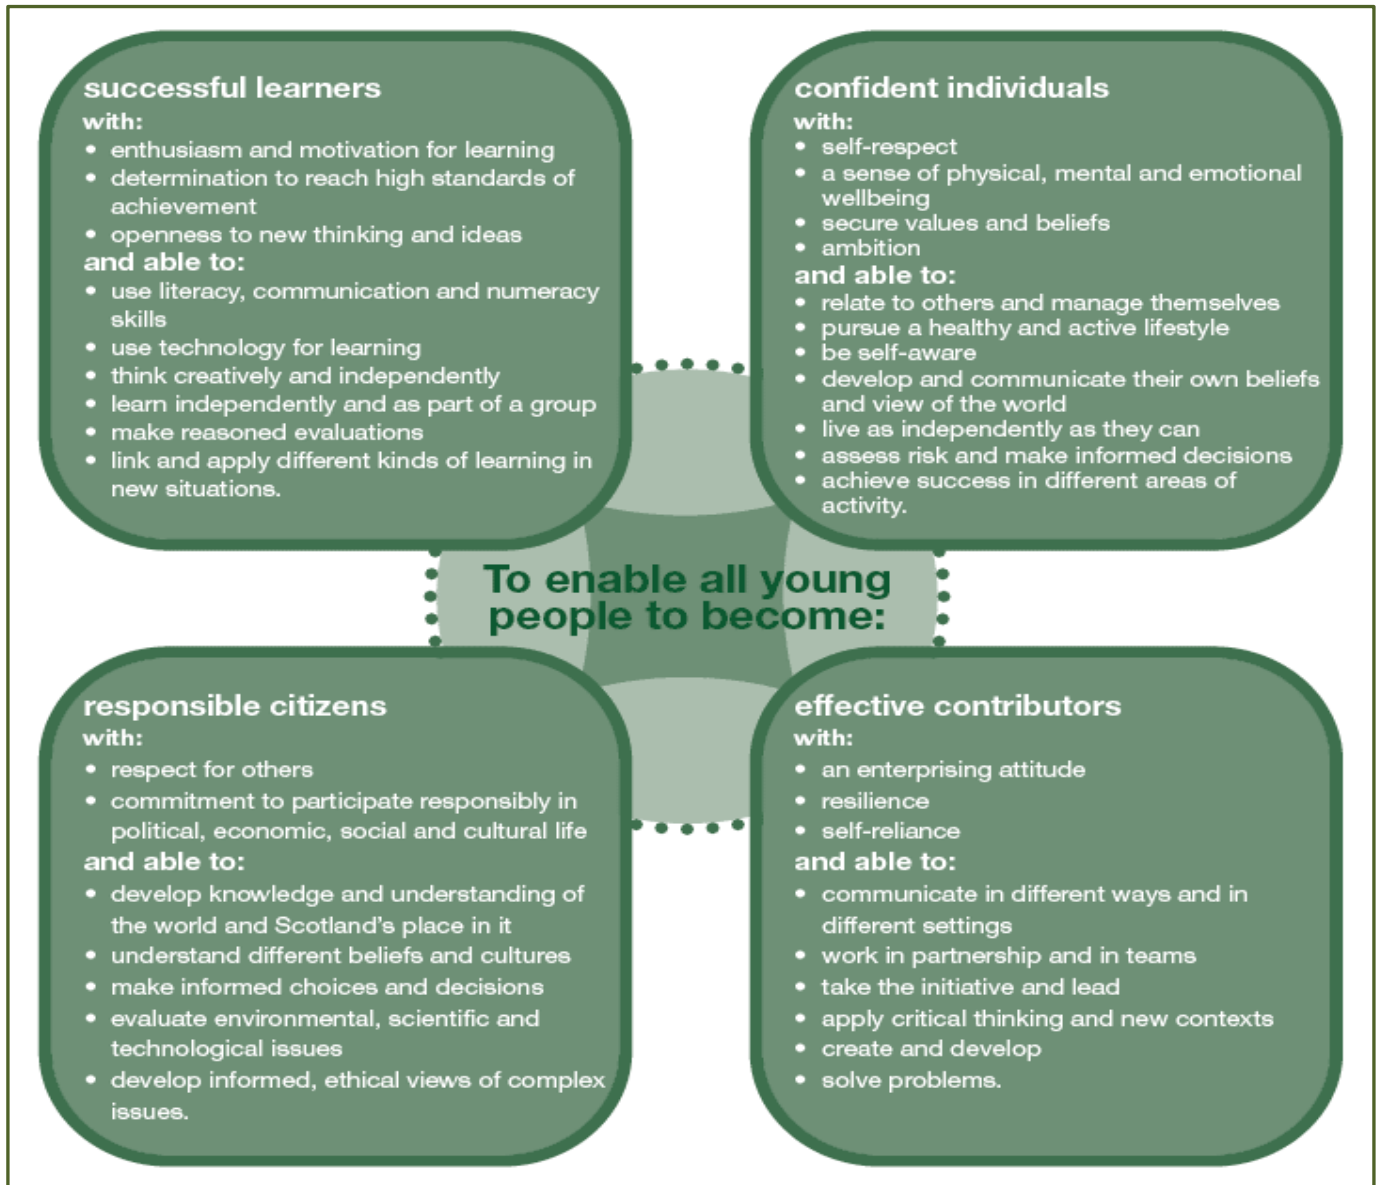 successful learners
with:
• enthusiasm and motivation for learning
• determination to reach high standards of
achievement
• openness to new thinking and ideas
and able to:
• use literacy, communication and numeracy
skills
• use technology for learning
• think creatively and independently
• learn independently and as part of a group
• make reasoned evaluations
• link and apply different kinds of learning in
new situations.
confident individuals
with:
• self-respect
• a sense of physical, mental and emotional
wellbeing
• secure values and beliefs
• ambition
and able to:
• relate to others and manage themselves
• pursue a healthy and active lifestyle
• be self-aware
• develop and communicate their own beliefs
and view of the world
• live as independently as they can
• assess risk and make informed decisions
• achieve success in different areas of
activity.
To enable all young
people to become:
responsible citizens
with:
• respect for others
• commitment to participate responsibly in
political, economic, social and cultural life
and able to:
• develop knowledge and understanding of
the world and Scotland’s place in it
• understand different beliefs and cultures
• make informed choices and decisions
• evaluate environmental, scientific and
technological issues
• develop informed, ethical views of complex
issues.
effective contributors
with:
• an enterprising attitude
• resilience
• self-reliance
and able to:
• communicate in different ways and in
different settings
• work in partnership and in teams
• take the initiative and lead
• apply critical thinking and new contexts
• create and develop
• solve problems.